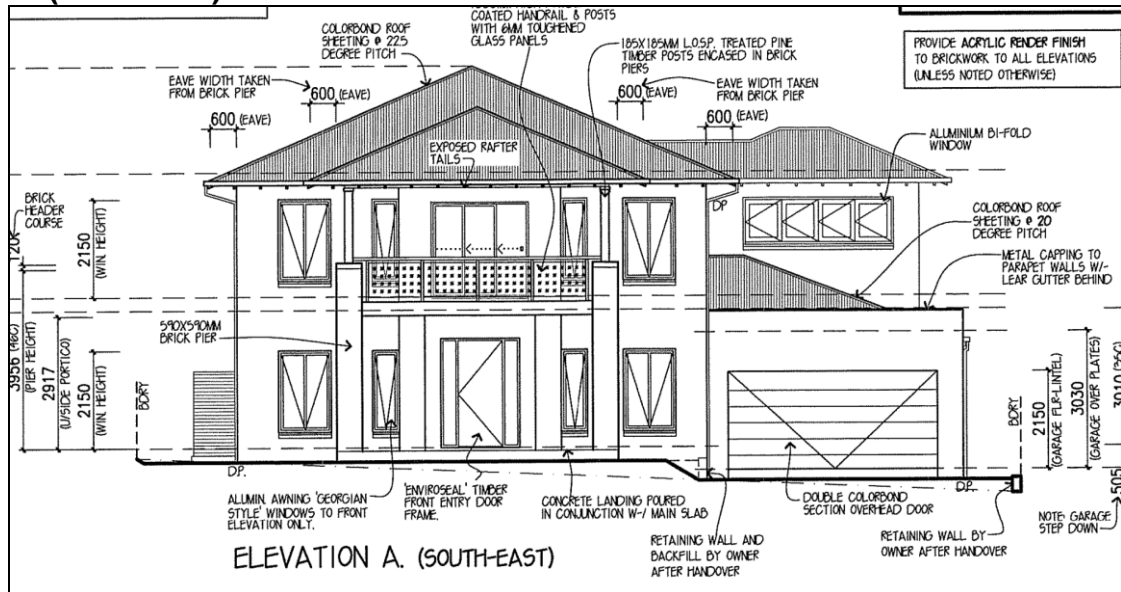 COATED HANDRAIL & POSTS
WITH 6MM TOUGHENED
GLASS PANELS
COLORBOND ROOF
SHEETING @ 22.5
DEGREE PITCH
185X185MM L.O.S.P. TREATED PINE
TIMBER POSTS ENCASED IN BRICK
PIERS
PROVIDE ACRYLIC RENDER FINISH
TO BRICKWORK TO ALL ELEVATIONS
(UNLESS NOTED OTHERWISE)
EAVE WIDTH TAKEN
FROM BRICK PIER
EAVE WIDTH TAKEN
FROM BRICK PIER
600 (EAVE)
600 (EAVE)
600 (EAVE)
600 (EAVE)
ALUMINIUM BI-FOLD
WINDOW
EXPOSED RAFTER
TAILS
BRICK
HEADER
COURSE
120
2150
(WIN. HEIGHT)
DP
COLORBOND ROOF
SHEETING @ 20
DEGREE PITCH
METAL CAPPING TO
PARAPET WALLS W/-
LEAR GUTTER BEHIND
590X590MM
BRICK PIER
3956 (46C)
(PIER HEIGHT)
2917
(U/SIDE PORTICO)
2150
(WIN. HEIGHT)
BDRY
2150
(GARAGE FLR-LINTEL)
3030
(GARAGE OVER PLATES)
3010 (35C)
BDRY
DP.
DP.
ALUMIN. AWNING 'GEORGIAN
STYLE' WINDOWS TO FRONT
ELEVATION ONLY.
'ENVIROSEAL' TIMBER
FRONT ENTRY DOOR
FRAME.
CONCRETE LANDING POURED
IN CONJUNCTION W-/ MAIN SLAB
DOUBLE COLORBOND
SECTION OVERHEAD DOOR
505
NOTE: GARAGE
STEP DOWN
RETAINING WALL AND
BACKFILL BY OWNER
AFTER HANDOVER
RETAINING WALL BY
OWNER AFTER HANDOVER
ELEVATION A. (SOUTH-EAST)